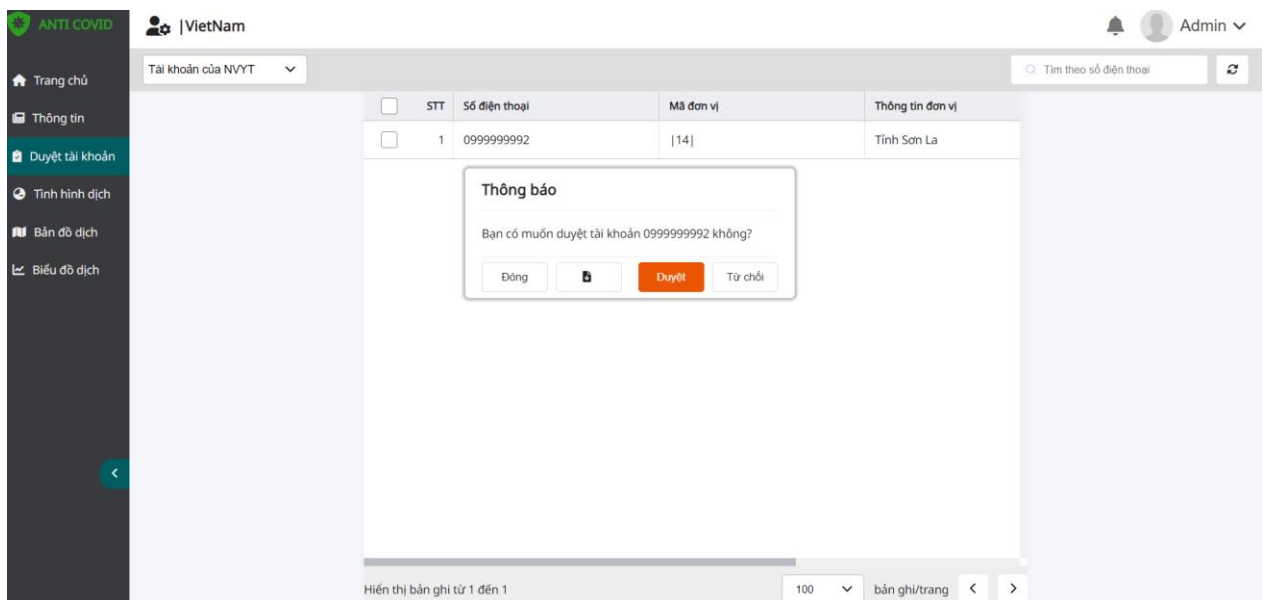 ANTI COVID
|VietNam
Admin
Trang chủ
Thông tin
Duyệt tài khoản
Tình hình dịch
Bản đồ dịch
Biểu đồ dịch
Tài khoản của NVYT
Tìm theo số điện thoại
STT Số điện thoại Mã đơn vị Thông tin đơn vị
1 0999999992 |14| Tỉnh Sơn La
Thông báo
Bạn có muốn duyệt tài khoản 0999999992 không?
Đóng Duyệt Từ chối
Hiển thị bản ghi từ 1 đến 1 100 bản ghi/trang